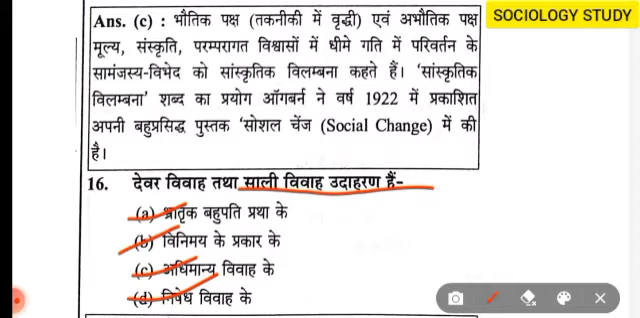 SOCIOLOGY STUDY
Ans. (c) : भौतिक पक्ष (तकनीकी में वृद्धी) एवं अभौतिक पक्ष
मूल्य, संस्कृति, परम्परागत विश्वासों में धीमे गति में परिवर्तन के
सामंजस्य-विभेद को सांस्कृतिक विलम्बना कहते हैं। 'सांस्कृतिक
विलम्बना' शब्द का प्रयोग ऑगबर्न ने वर्ष 1922 में प्रकाशित
अपनी बहुप्रसिद्ध पुस्तक 'सोशल चेंज (Social Change) में की
है।
16. देवर विवाह तथा साली विवाह उदाहरण हैं-
(a) भ्रातृक बहुपति प्रथा के
(b) विनिमय के प्रकार के
(c) अधिमान्य विवाह के
(d) निषेध विवाह के